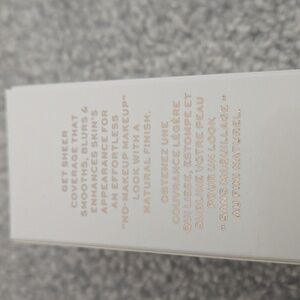 GET SHEER
COVERAGE THAT
SMOOTHS, BLURS &
ENHANCES SKIN'S
APPEARANCE FOR
AN EFFORTLESS
"NO-MAKEUP MAKEUP"
LOOK WITH A
NATURAL FINISH.
OBTENEZ UNE
COUVRANCE LÉGÈRE
QUI LISSE, ESTOMPE ET
SUBLIME VOTRE PEAU
POUR UN LOOK
« SANS MAQUILLAGE »
AU FINI NATUREL.